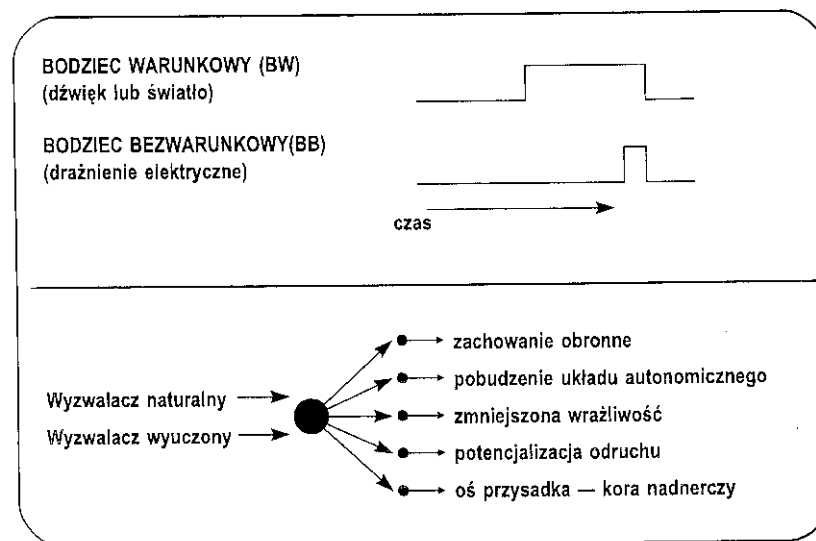 BODZIEC WARUNKOWY (BW)
(dźwięk lub światło)
BODZIEC BEZWARUNKOWY(BB)
(drażnienie elektryczne)
czas
zachowanie obronne
pobudzenie układu autonomicznego
Wyzwalacz naturalny
zmniejszona wrażliwość
Wyzwalacz wyuczony
potencjalizacja odruchu
oś przysadka — kora nadnerczy